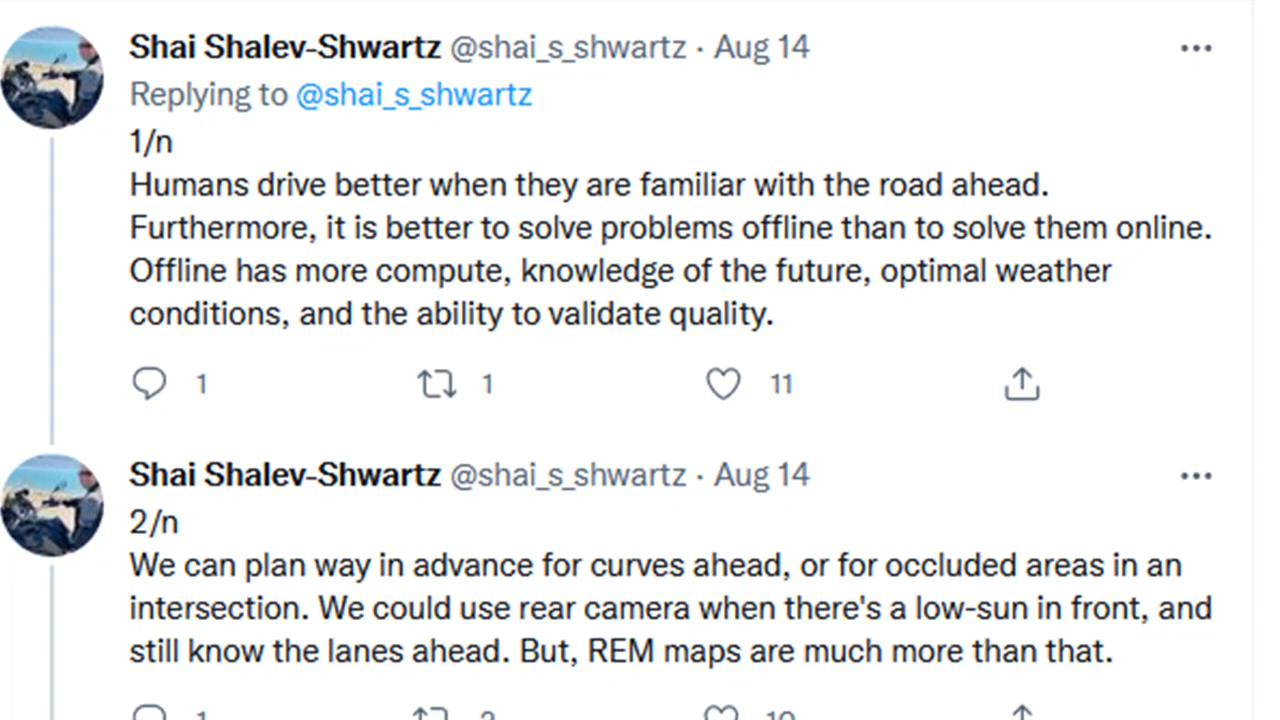 Shai Shalev-Shwartz @shai_s_shwartz · Aug 14
Replying to @shai_s_shwartz
1/n
Humans drive better when they are familiar with the road ahead.
Furthermore, it is better to solve problems offline than to solve them online.
Offline has more compute, knowledge of the future, optimal weather
conditions, and the ability to validate quality.
1 1 11
Shai Shalev-Shwartz @shai_s_shwartz · Aug 14
2/n
We can plan way in advance for curves ahead, or for occluded areas in an
intersection. We could use rear camera when there's a low-sun in front, and
still know the lanes ahead. But, REM maps are much more than that.